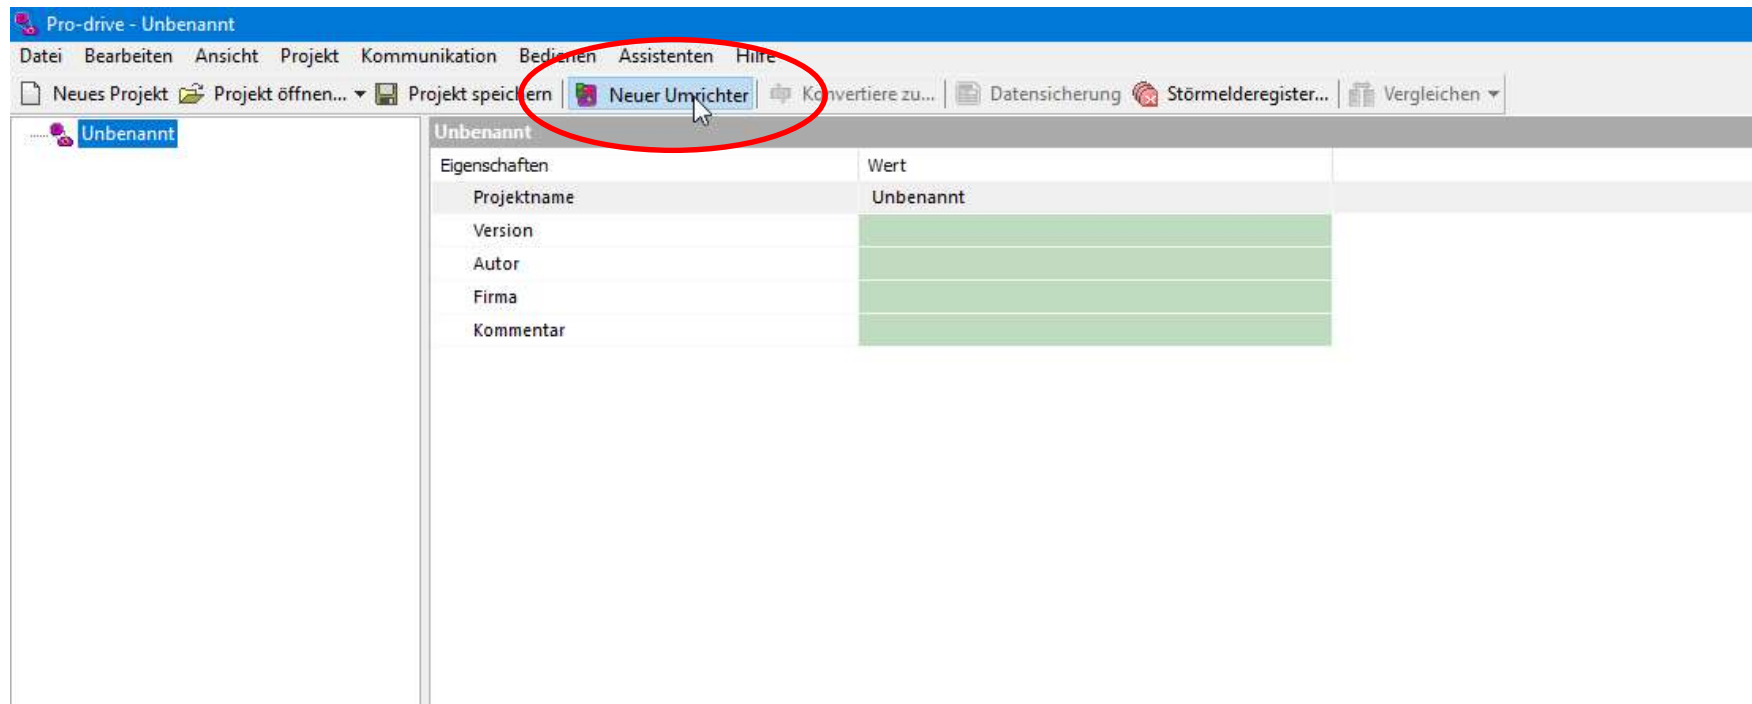 Pro-drive - Unbenannt
Datei Bearbeiten Ansicht Projekt Kommunikation Bedienen Assistenten Hilfe
Neues Projekt Projekt öffnen... Projekt speichern Neuer Umrichter Konvertiere zu... Datensicherung Störmelderegister... Vergleichen
Unbenannt
Unbenannt
Eigenschaften Wert
Projektname Unbenannt
Version
Autor
Firma
Kommentar